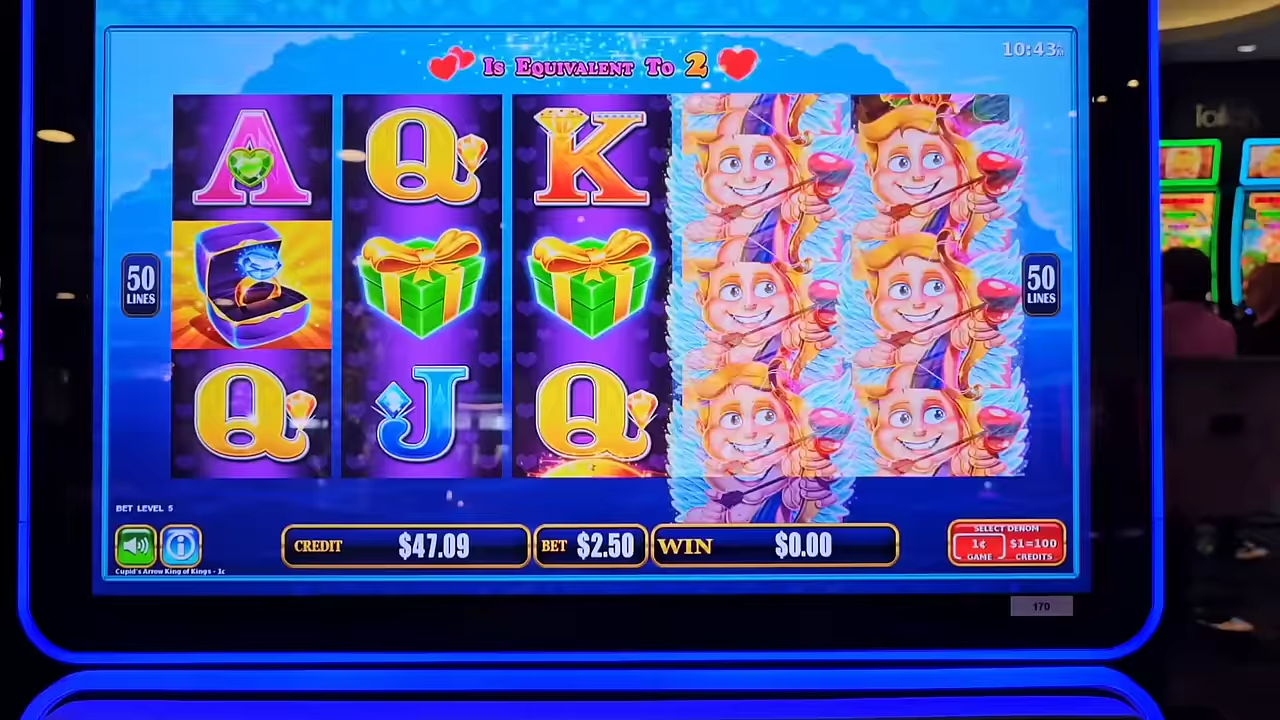 10:43
Is Equivalent To 2
A Q K
50 LINES
50 LINES
Q J Q
BET LEVEL 5
CREDIT $47.09
BET $2.50
WIN $0.00
SELECT DENOM
1¢ $1=100
GAME CREDITS
Cupid's Arrow King of Kings - 1c
170